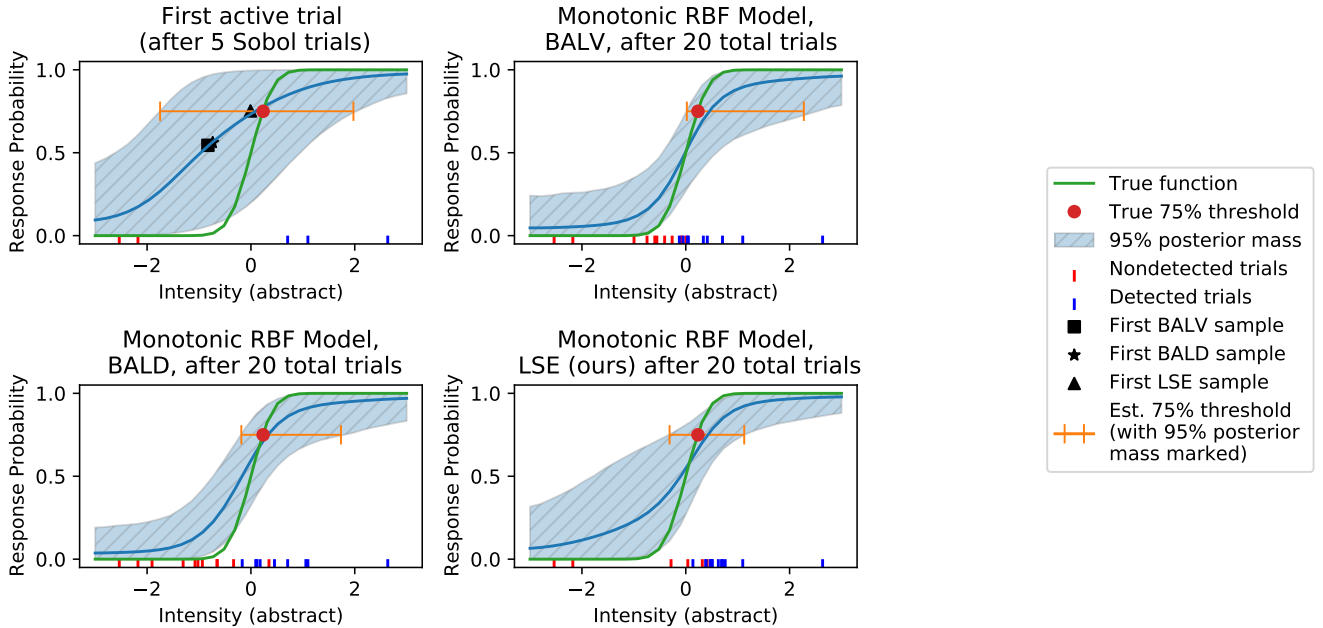 First active trial
(after 5 Sobol trials)
Response Probability
1.0
0.5
0.0
−2
0
2
Intensity (abstract)
Monotonic RBF Model,
BALV, after 20 total trials
Response Probability
1.0
0.5
0.0
−2
0
2
Intensity (abstract)
Monotonic RBF Model,
BALD, after 20 total trials
Response Probability
1.0
0.5
0.0
−2
0
2
Intensity (abstract)
Monotonic RBF Model,
LSE (ours) after 20 total trials
Response Probability
1.0
0.5
0.0
−2
0
2
Intensity (abstract)
True function
True 75% threshold
95% posterior mass
Nondetected trials
Detected trials
First BALV sample
First BALD sample
First LSE sample
Est. 75% threshold
(with 95% posterior
mass marked)